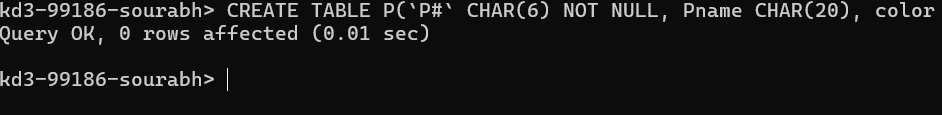 kd3-99186-sourabh> CREATE TABLE P(`P#` CHAR(6) NOT NULL, Pname CHAR(20), color
Query OK, 0 rows affected (0.01 sec)
kd3-99186-sourabh>